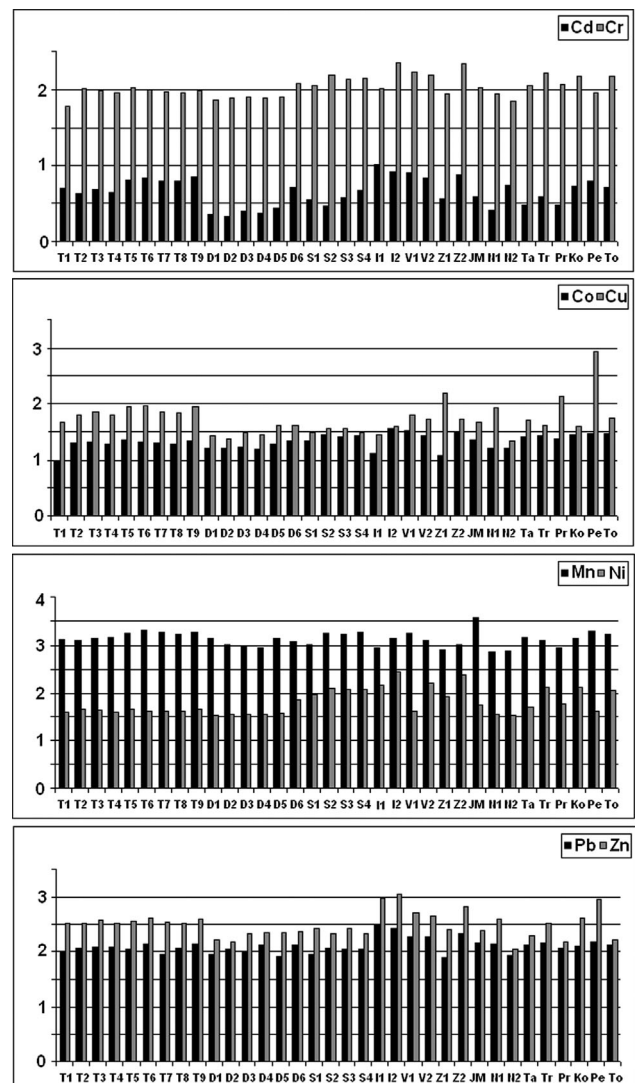 Cd Cr
2
1
0
T1 T2 T3 T4 T5 T6 T7 T8 T9 D1 D2 D3 D4 D5 D6 S1 S2 S3 S4 I1 I2 V1 V2 Z1 Z2 JM N1 N2 Ta Tr Pr Ko Pe To
Co Cu
3
2
1
0
T1 T2 T3 T4 T5 T6 T7 T8 T9 D1 D2 D3 D4 D5 D6 S1 S2 S3 S4 I1 I2 V1 V2 Z1 Z2 JM N1 N2 Ta Tr Pr Ko Pe To
Mn Ni
4
3
2
1
0
T1 T2 T3 T4 T5 T6 T7 T8 T9 D1 D2 D3 D4 D5 D6 S1 S2 S3 S4 I1 I2 V1 V2 Z1 Z2 JM N1 N2 Ta Tr Pr Ko Pe To
Pb Zn
3
2
1
0
T1 T2 T3 T4 T5 T6 T7 T8 T9 D1 D2 D3 D4 D5 D6 S1 S2 S3 S4 I1 I2 V1 V2 Z1 Z2 JM N1 N2 Ta Tr Pr Ko Pe To